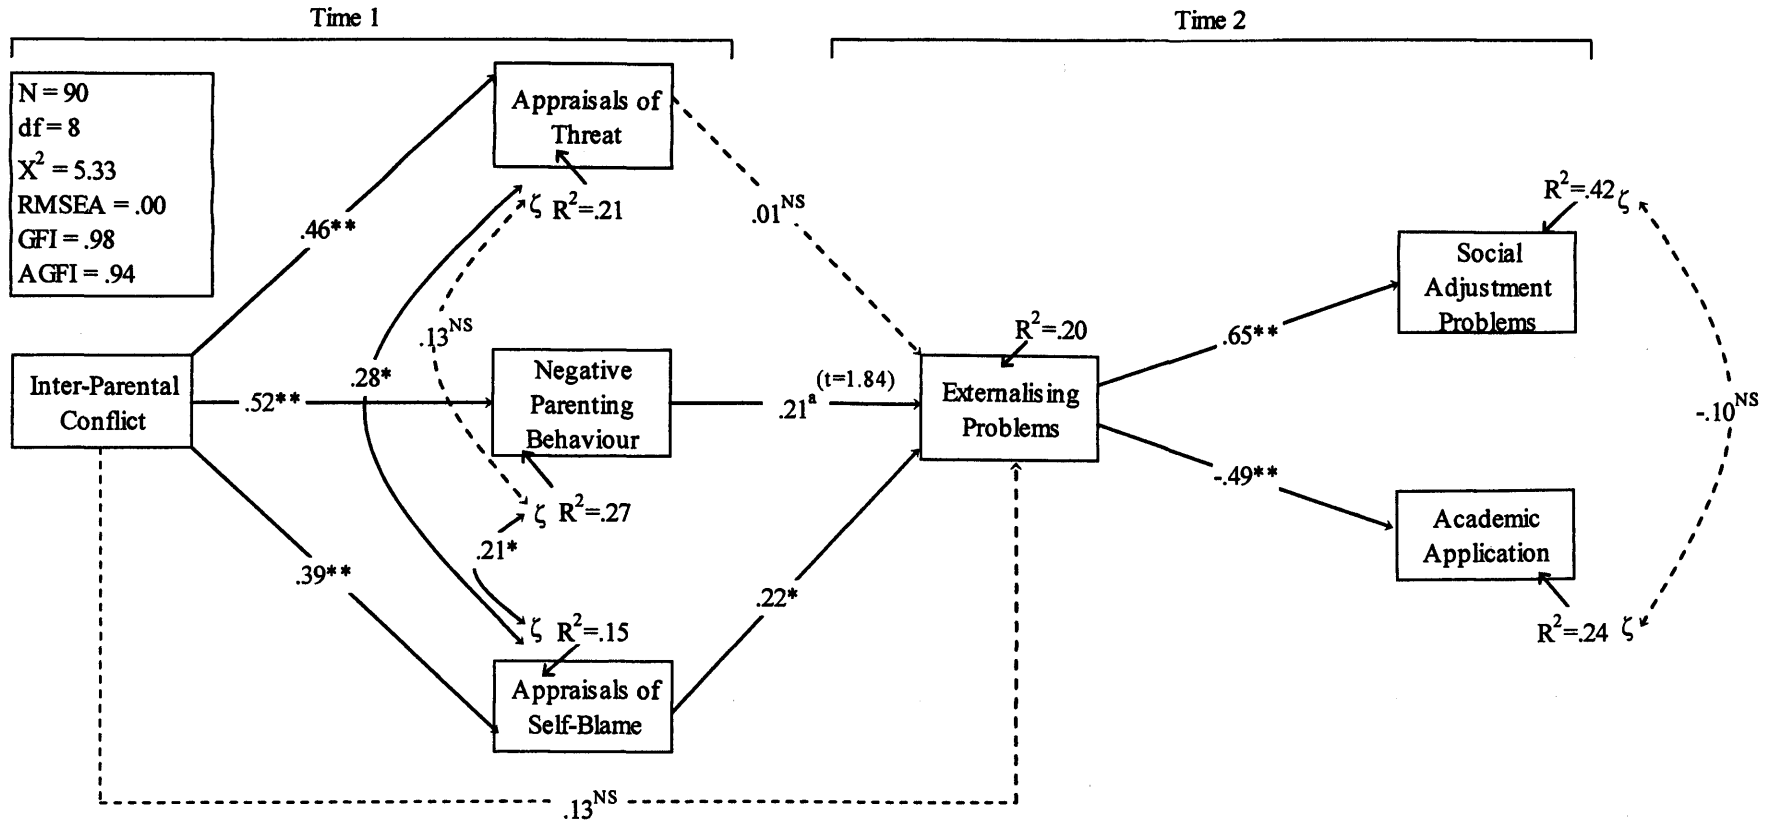 Time 1
Time 2
N = 90
df = 8
X² = 5.33
RMSEA = .00
GFI = .98
AGFI = .94
Appraisals of
Threat
ζ R²=.21
.46**
.01ᴺˢ
.13ᴺˢ
.28*
Inter-Parental
Conflict
.52**
Negative
Parenting
Behaviour
ζ R²=.27
.21*
(t=1.84)
.21ᵃ
R²=.20
Externalising
Problems
.39**
ζ R²=.15
Appraisals of
Self-Blame
.22*
.13ᴺˢ
.65**
-.49**
R²=.42 ζ
Social
Adjustment
Problems
-.10ᴺˢ
Academic
Application
R²=.24 ζ